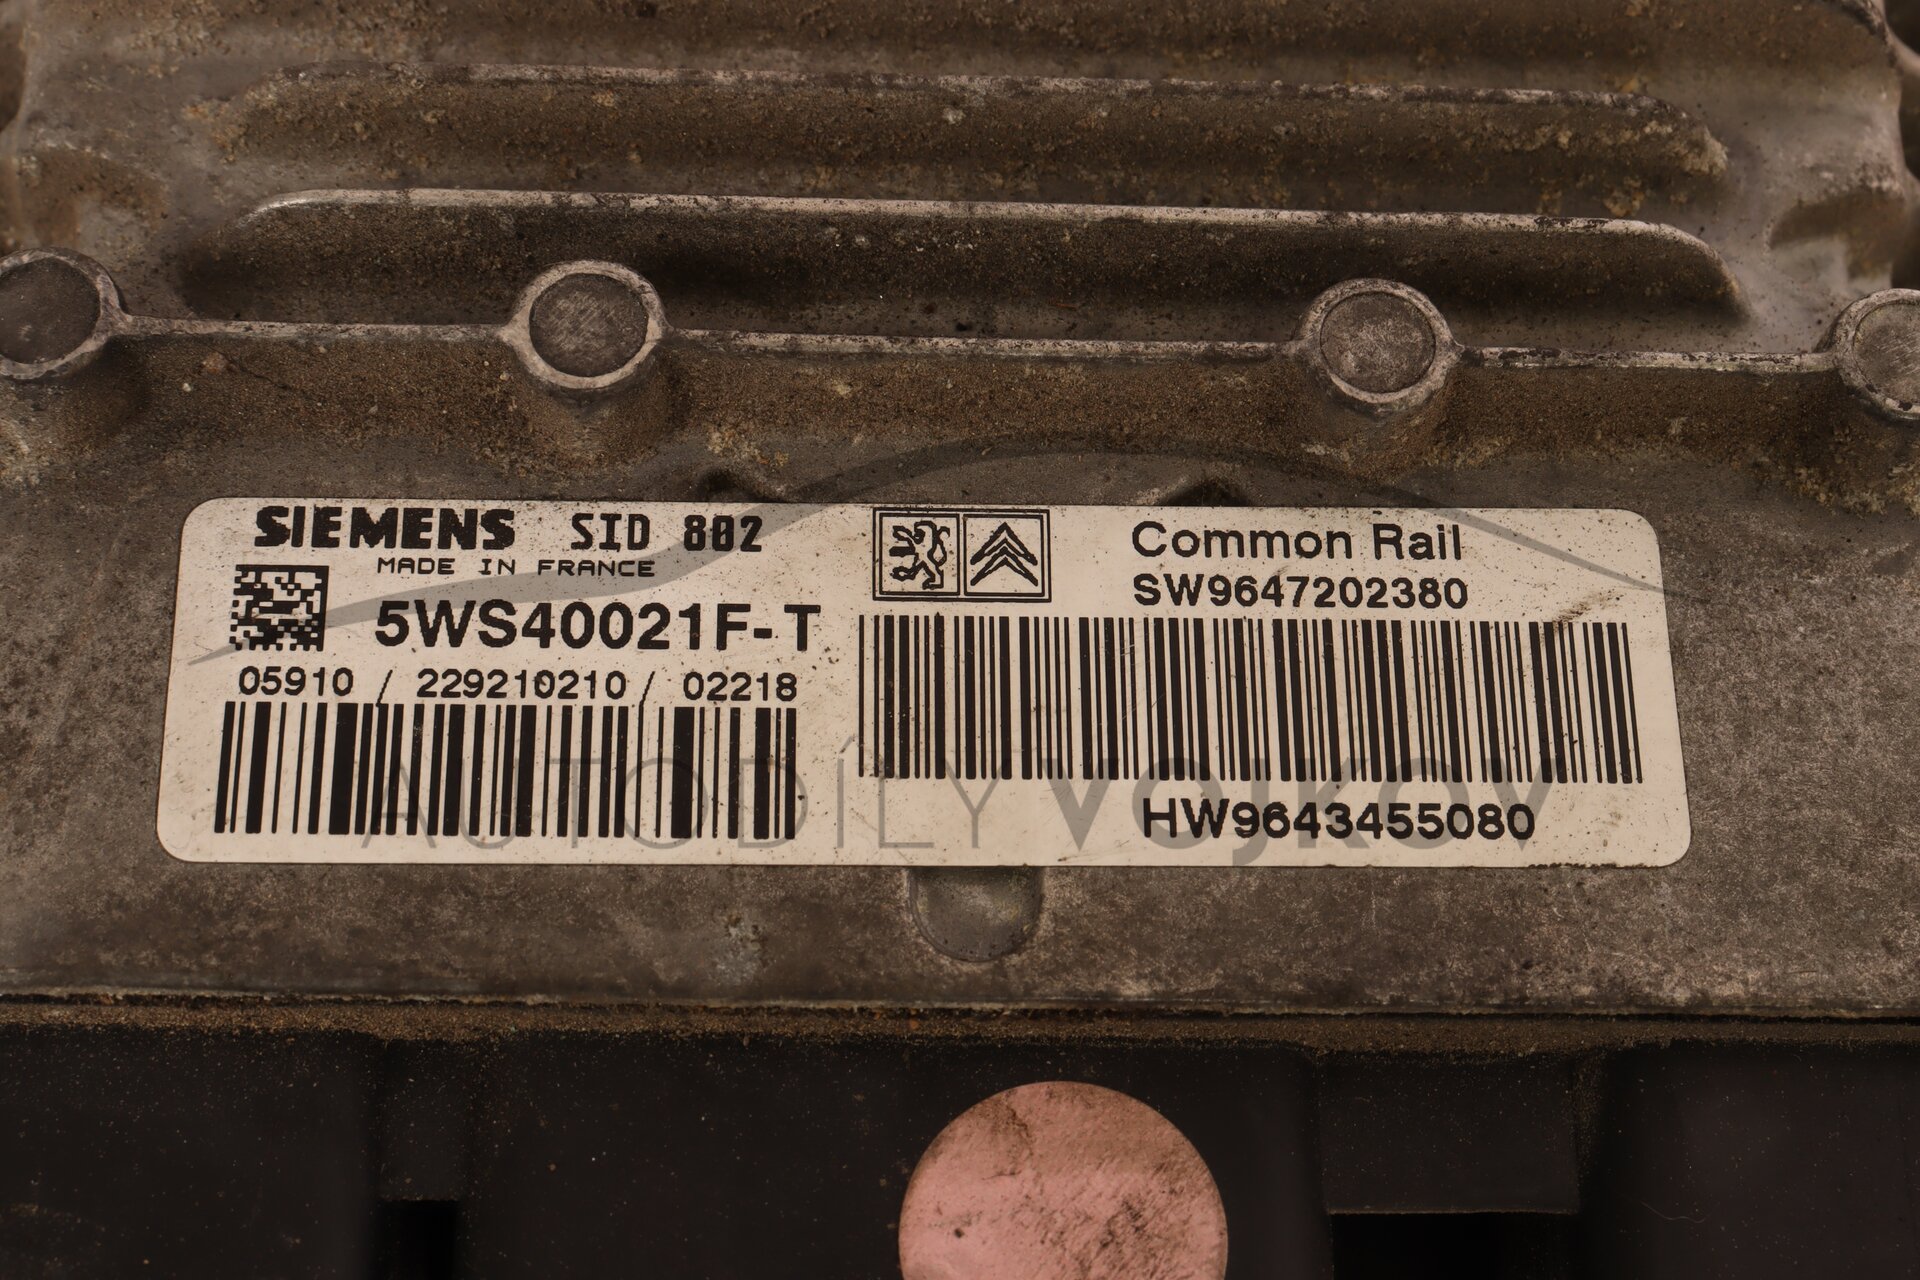 SIEMENS SID 802
MADE IN FRANCE
5WS40021F-T
05910 / 229210210 / 02218
Common Rail
SW9647202380
HW9643455080
AUTODÍLY VOJKOV